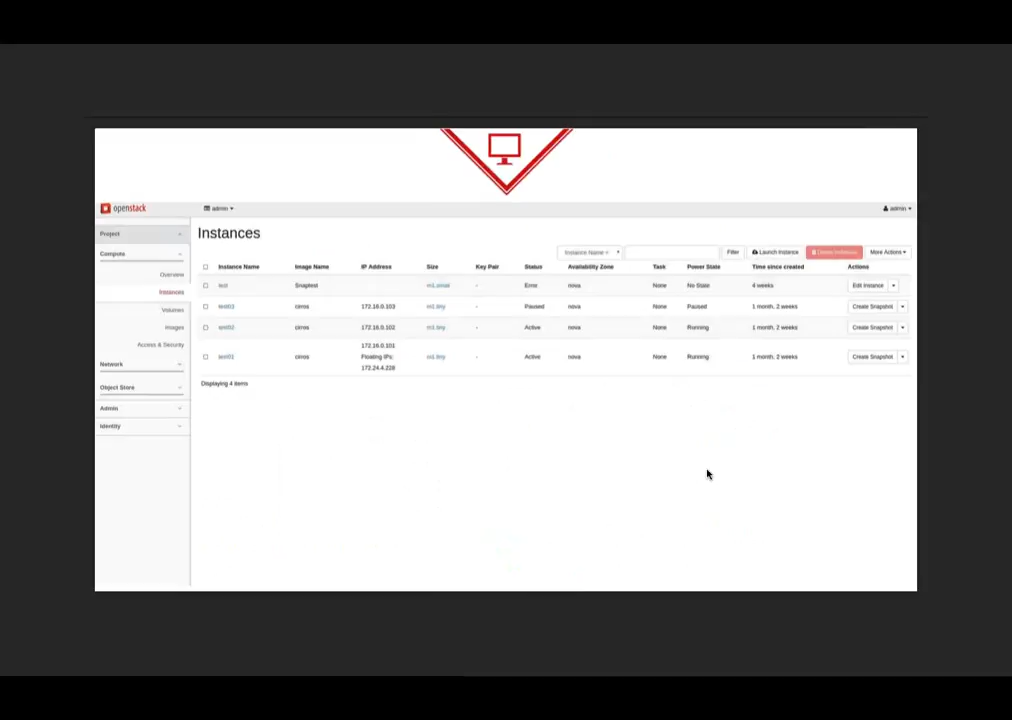 openstack admin admin
Project
Compute
Overview
Instances
Volumes
Images
Access & Security
Network
Object Store
Admin
Identity
Instances
Instance Name = Filter Launch Instance Delete Instances More Actions
Instance Name Image Name IP Address Size Key Pair Status Availability Zone Task Power State Time since created Actions
test Snaptest m1.small - Error nova None No State 4 weeks Edit Instance
test03 cirros 172.16.0.103 m1.tiny - Paused nova None Paused 1 month, 2 weeks Create Snapshot
test02 cirros 172.16.0.102 m1.tiny - Active nova None Running 1 month, 2 weeks Create Snapshot
172.16.0.101
test01 cirros Floating IPs: m1.tiny - Active nova None Running 1 month, 2 weeks Create Snapshot
172.24.4.228
Displaying 4 items